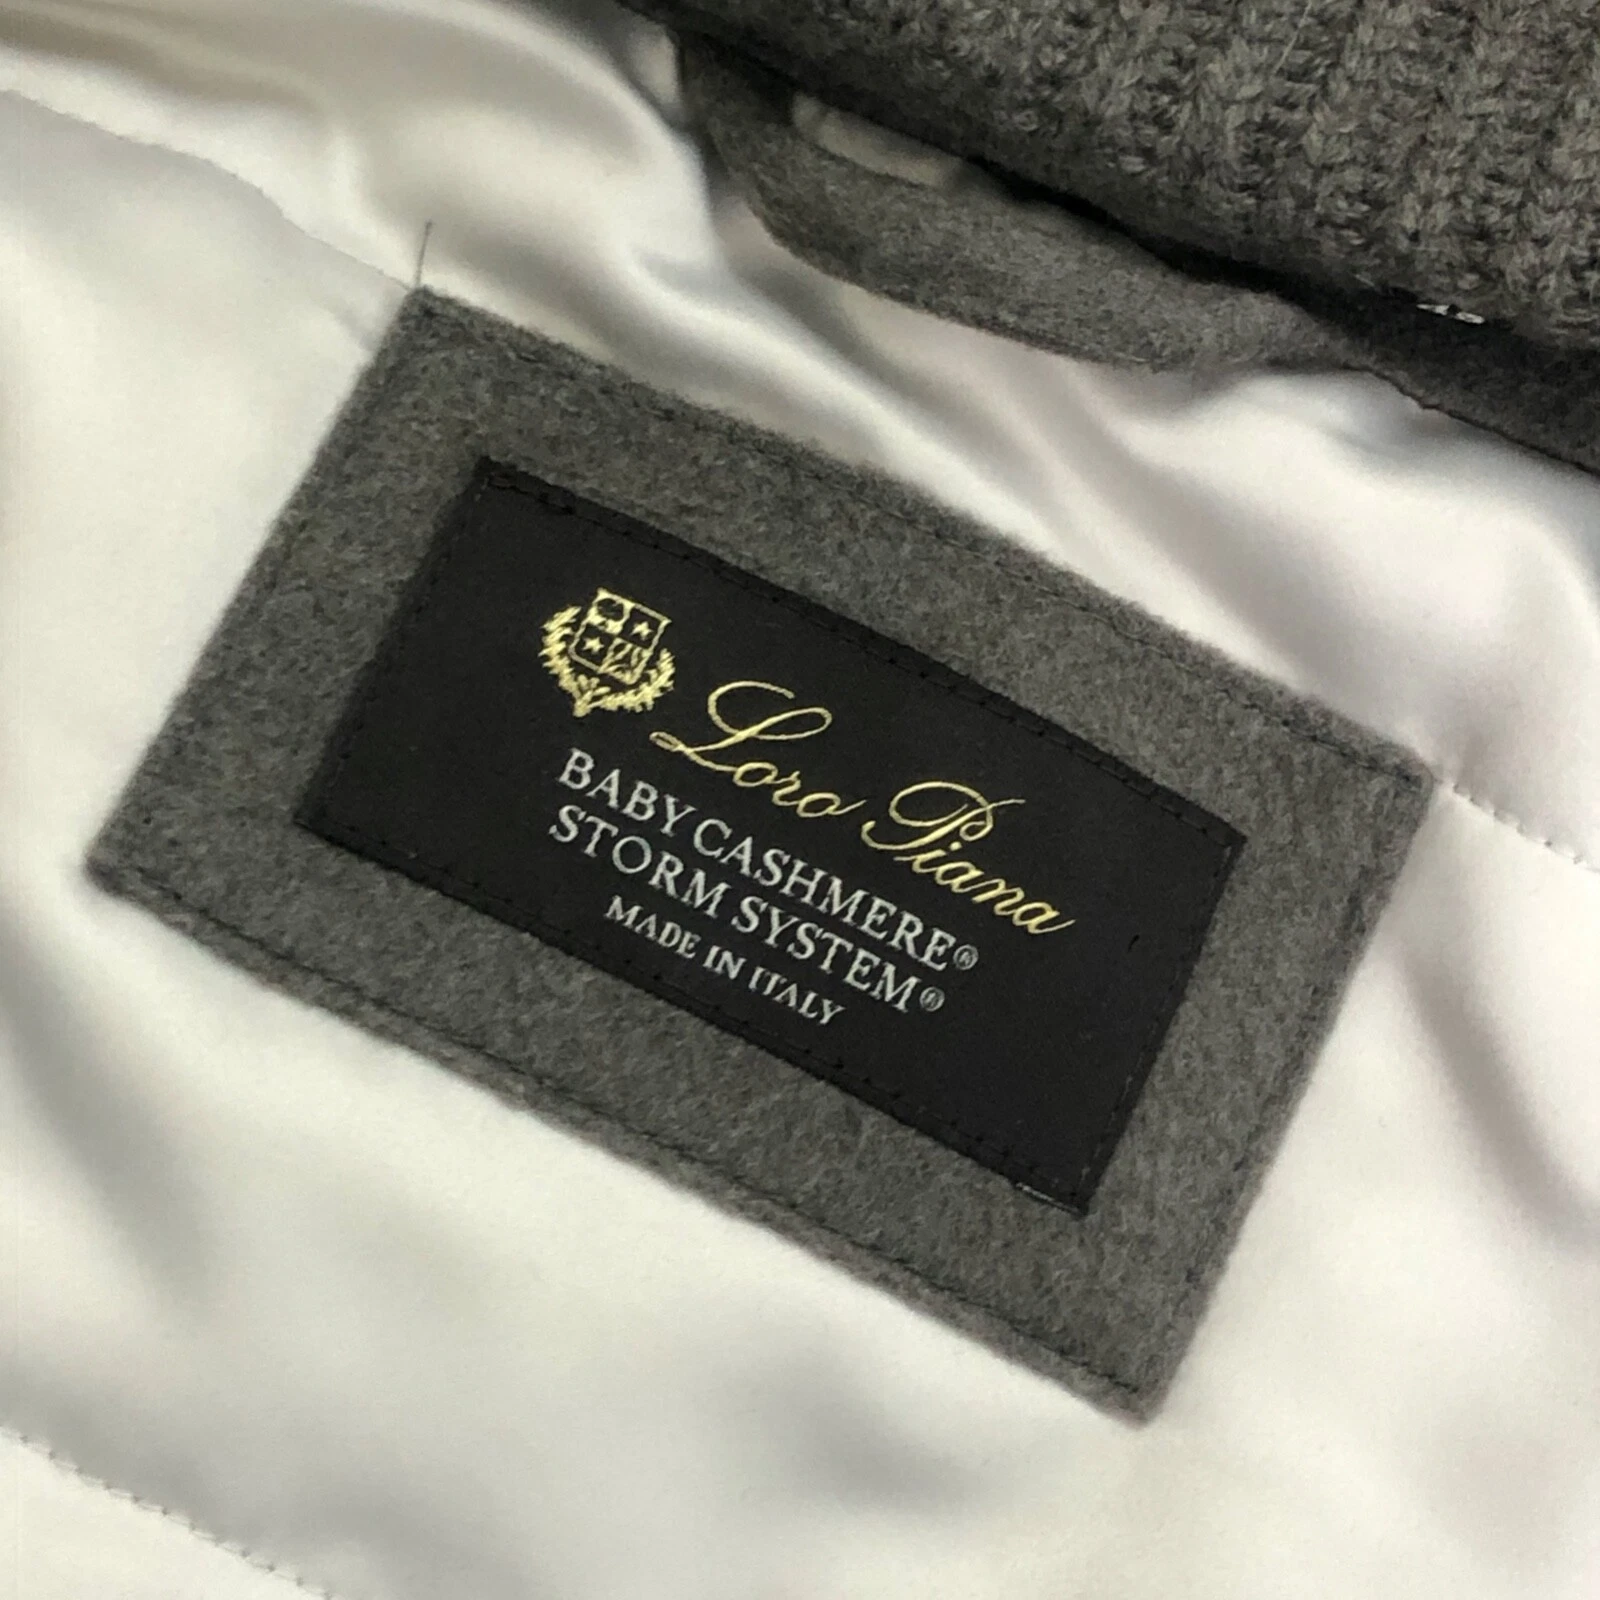 Loro Piana
BABY CASHMERE®
STORM SYSTEM®
MADE IN ITALY